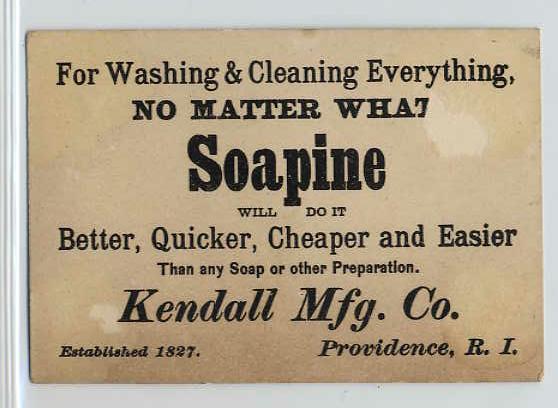 For Washing & Cleaning Everything,
NO MATTER WHAT
Soapine
WILL DO IT
Better, Quicker, Cheaper and Easier
Than any Soap or other Preparation.
Kendall Mfg. Co.
Established 1827. Providence, R. I.